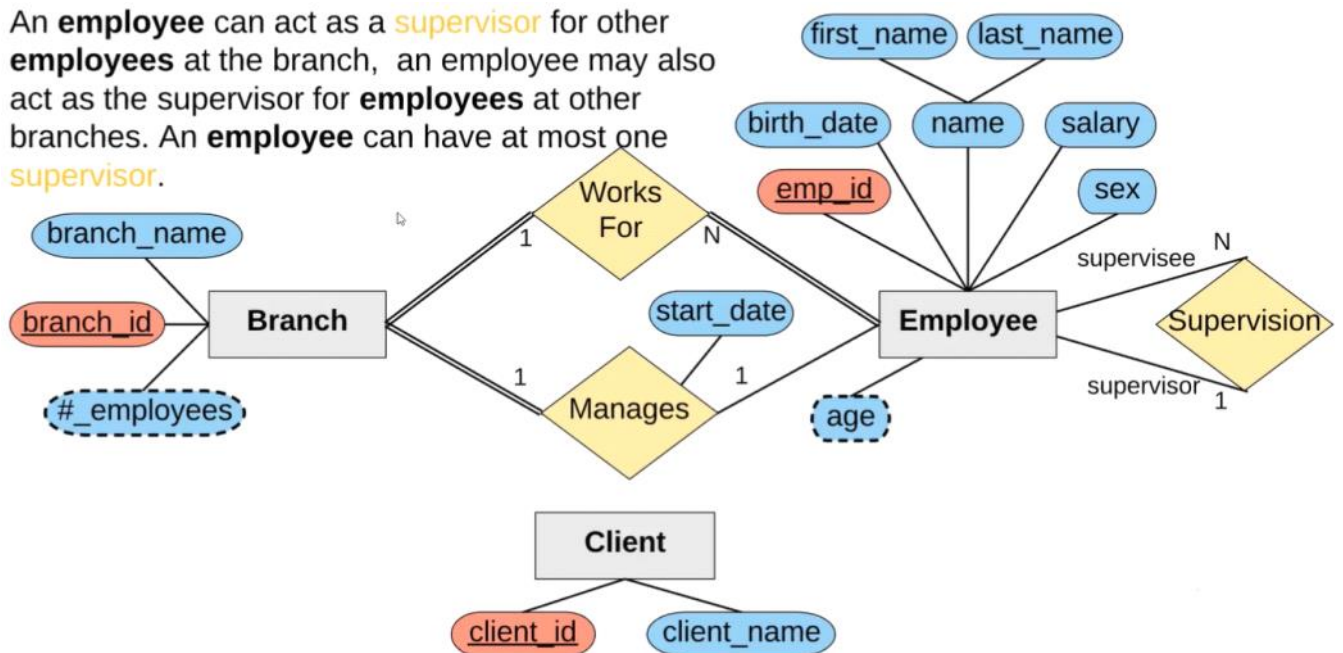 An employee can act as a supervisor for other
employees at the branch, an employee may also
act as the supervisor for employees at other
branches. An employee can have at most one
supervisor.
first_name
last_name
birth_date
name
salary
emp_id
sex
Works
For
1
N
branch_name
branch_id
#_employees
Branch
start_date
Manages
1
1
Employee
age
supervisee
N
Supervision
supervisor
1
Client
client_id
client_name